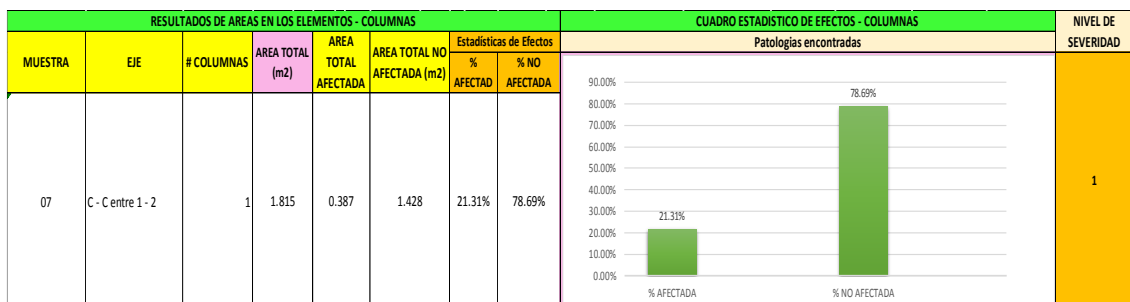 RESULTADOS DE AREAS EN LOS ELEMENTOS - COLUMNAS
CUADRO ESTADISTICO DE EFECTOS - COLUMNAS
NIVEL DE
SEVERIDAD
MUESTRA
EJE
# COLUMNAS
AREA TOTAL
(m2)
AREA
TOTAL
AFECTADA
AREA TOTAL NO
AFECTADA (m2)
Estadísticas de Efectos
%
AFECTAD
% NO
AFECTADA
Patologias encontradas
07
C - C entre 1 - 2
1
1.815
0.387
1.428
21.31%
78.69%
90.00%
80.00%
70.00%
60.00%
50.00%
40.00%
30.00%
20.00%
10.00%
0.00%
21.31%
78.69%
% AFECTADA
% NO AFECTADA
1